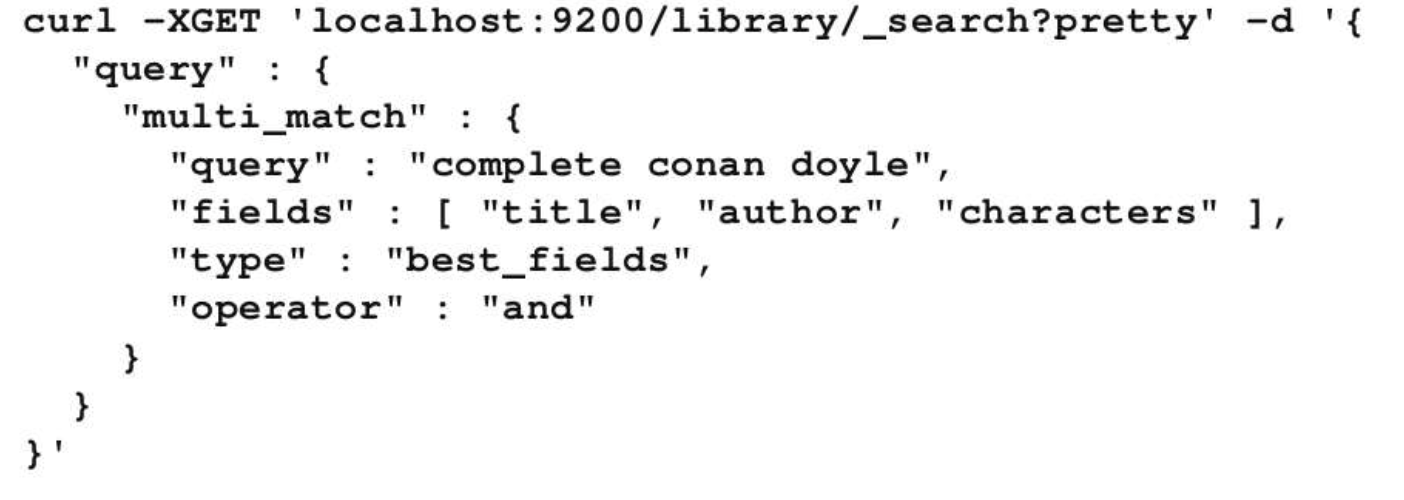 curl –XGET 'localhost:9200/library/_search?pretty' –d '{
  "query" : {
    "multi_match" : {
      "query" : "complete conan doyle",
      "fields" : [ "title", "author", "characters" ],
      "type" : "best_fields",
      "operator" : "and"
    }
  }
}'